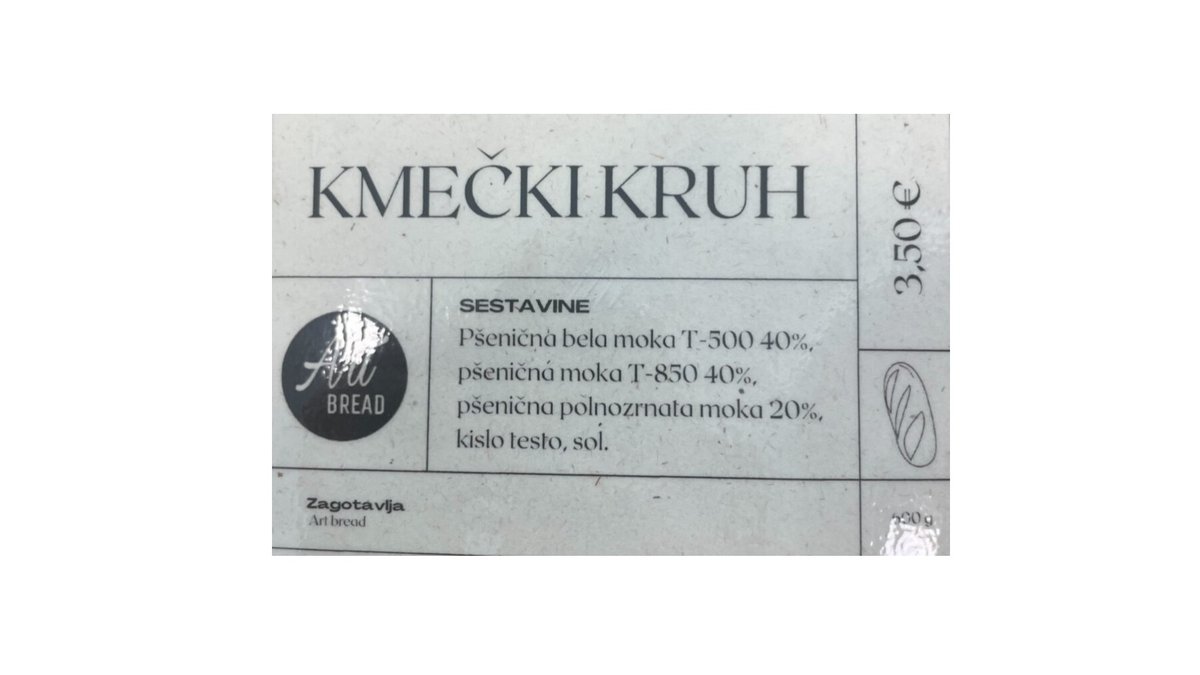 KMEČKI KRUH
3,50 €
SESTAVINE
Pšenična bela moka T-500 40%,
pšenična moka T-850 40%,
pšenična polnozrnata moka 20%,
kislo testo, sol.
Art
BREAD
Zagotavlja
Art bread
g